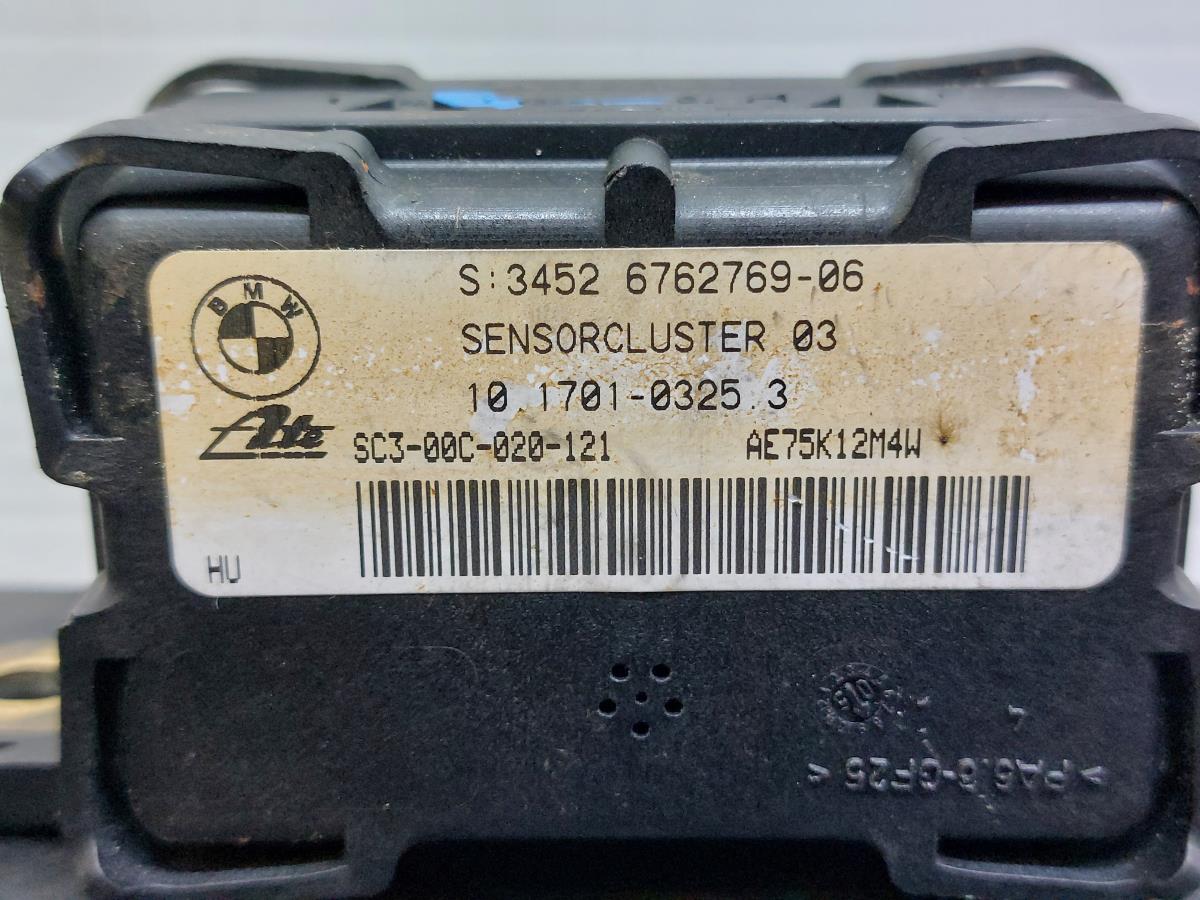 BMW
S:3452 6762769-06
SENSORCLUSTER 03
10 1701-0325.3
Ate
SC3-00C-020-121 AE75K12M4W
HU
>PA6.6-GF25<